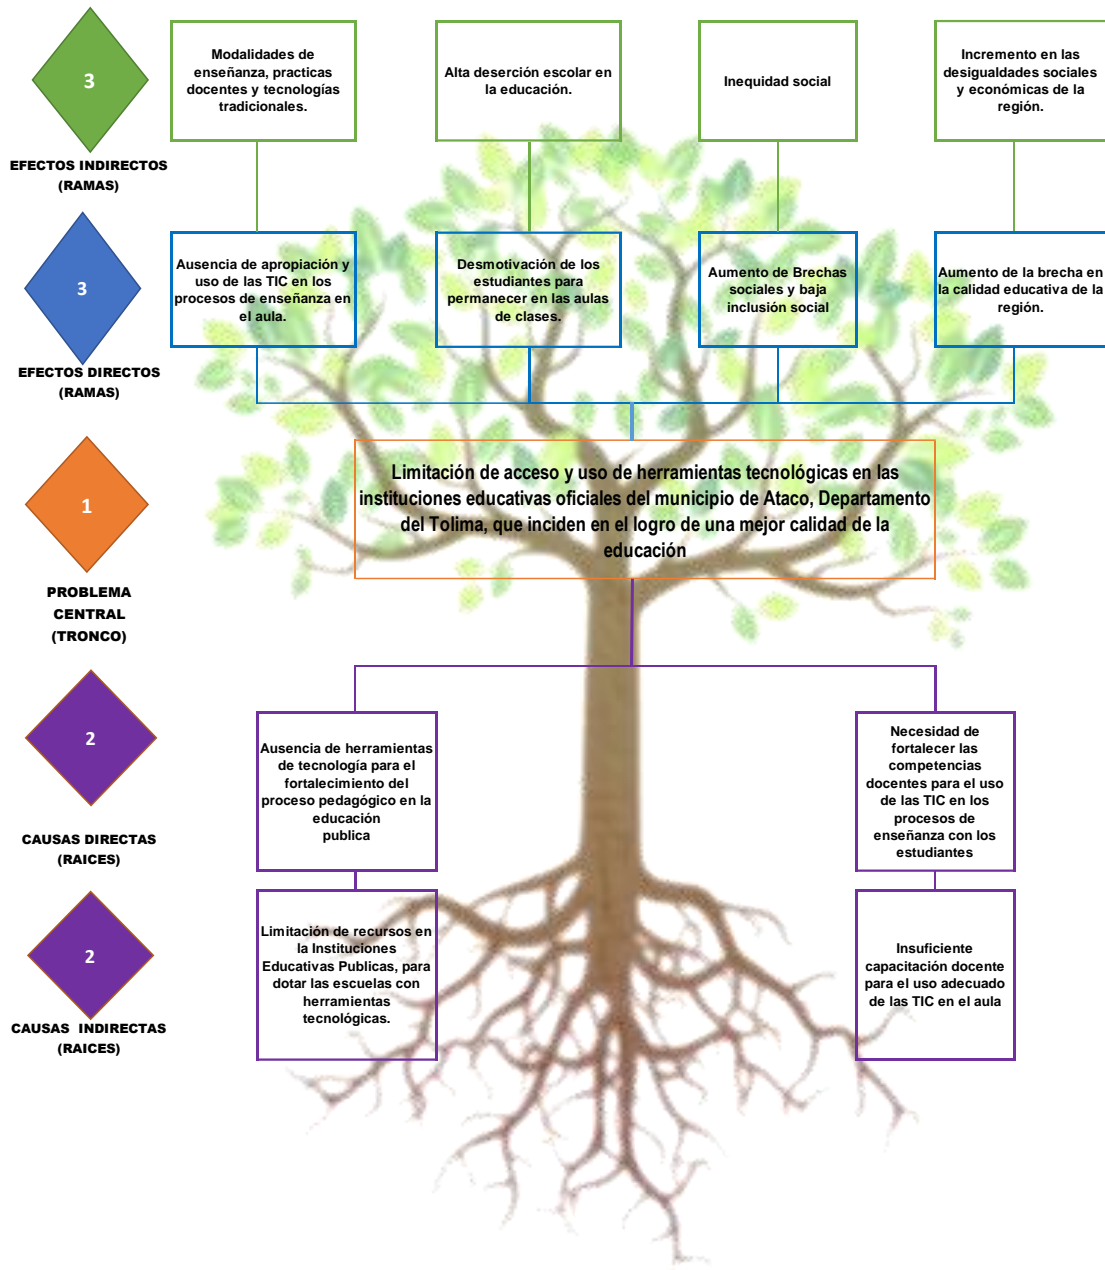 3
EFECTOS INDIRECTOS
(RAMAS)
Modalidades de
enseñanza, practicas
docentes y tecnologías
tradicionales.
Alta deserción escolar en
la educación.
Inequidad social
Incremento en las
desigualdades sociales
y económicas de la
región.
3
EFECTOS DIRECTOS
(RAMAS)
Ausencia de apropiación y
uso de las TIC en los
procesos de enseñanza en
el aula.
Desmotivación de los
estudiantes para
permanecer en las aulas
de clases.
Aumento de Brechas
sociales y baja
inclusión social
Aumento de la brecha en
la calidad educativa de la
región.
1
PROBLEMA
CENTRAL
(TRONCO)
Limitación de acceso y uso de herramientas tecnológicas en las
instituciones educativas oficiales del municipio de Ataco, Departamento
del Tolima, que inciden en el logro de una mejor calidad de la
educación
2
CAUSAS DIRECTAS
(RAICES)
Ausencia de herramientas
de tecnología para el
fortalecimiento del
proceso pedagógico en la
educación
publica
Necesidad de
fortalecer las
competencias
docentes para el uso
de las TIC en los
procesos de
enseñanza con los
estudiantes
2
CAUSAS INDIRECTAS
(RAICES)
Limitación de recursos en
la Instituciones
Educativas Publicas, para
dotar las escuelas con
herramientas
tecnológicas.
Insuficiente
capacitación docente
para el uso adecuado
de las TIC en el aula